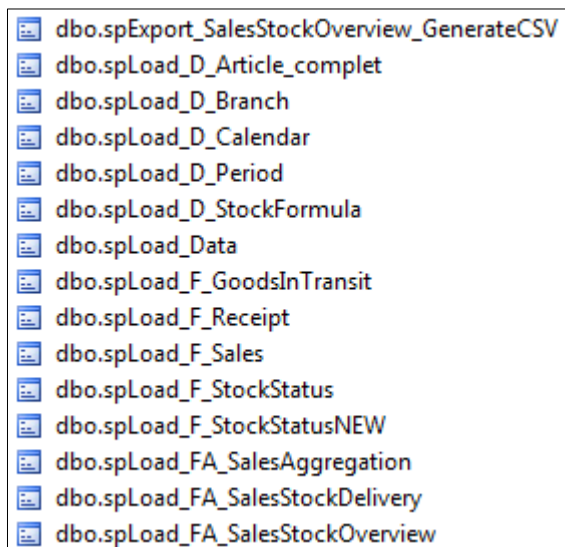 dbo.spExport_SalesStockOverview_GenerateCSV
dbo.spLoad_D_Article_complet
dbo.spLoad_D_Branch
dbo.spLoad_D_Calendar
dbo.spLoad_D_Period
dbo.spLoad_D_StockFormula
dbo.spLoad_Data
dbo.spLoad_F_GoodsInTransit
dbo.spLoad_F_Receipt
dbo.spLoad_F_Sales
dbo.spLoad_F_StockStatus
dbo.spLoad_F_StockStatusNEW
dbo.spLoad_FA_SalesAggregation
dbo.spLoad_FA_SalesStockDelivery
dbo.spLoad_FA_SalesStockOverview